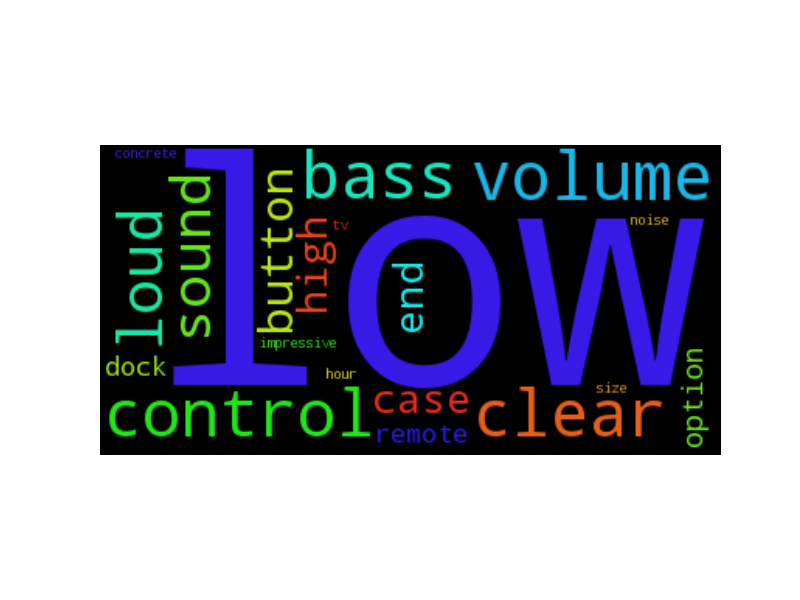 concrete
bass
volume
loud
sound
button
high
tv
noise
low
end
impressive
dock
hour
control
case
remote
clear
size
option